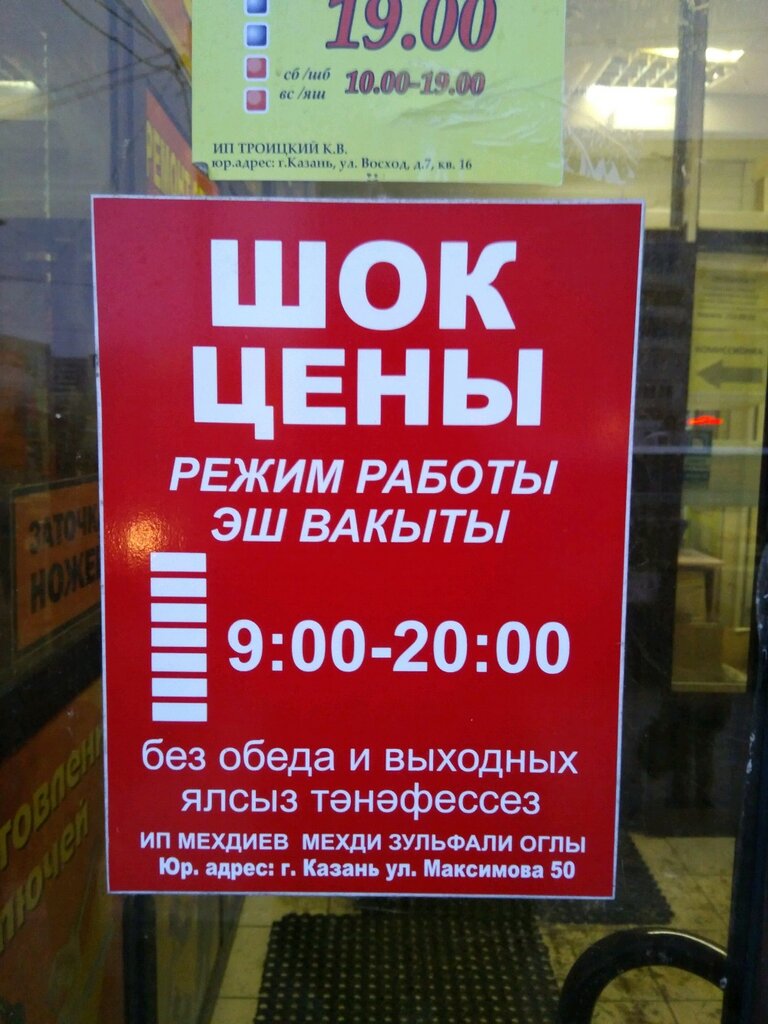 19.00
сб/шб 10.00-19.00
вс/яш
ИП ТРОИЦКИЙ К.В.
юр.адрес: г.Казань, ул. Восход, д.7, кв. 16
ШОК
ЦЕНЫ
РЕЖИМ РАБОТЫ
ЭШ ВАКЫТЫ
9:00-20:00
без обеда и выходных
ялсыз тәнәфессез
ИП МЕХДИЕВ МЕХДИ ЗУЛЬФАЛИ ОГЛЫ
Юр. адрес: г. Казань ул. Максимова 50